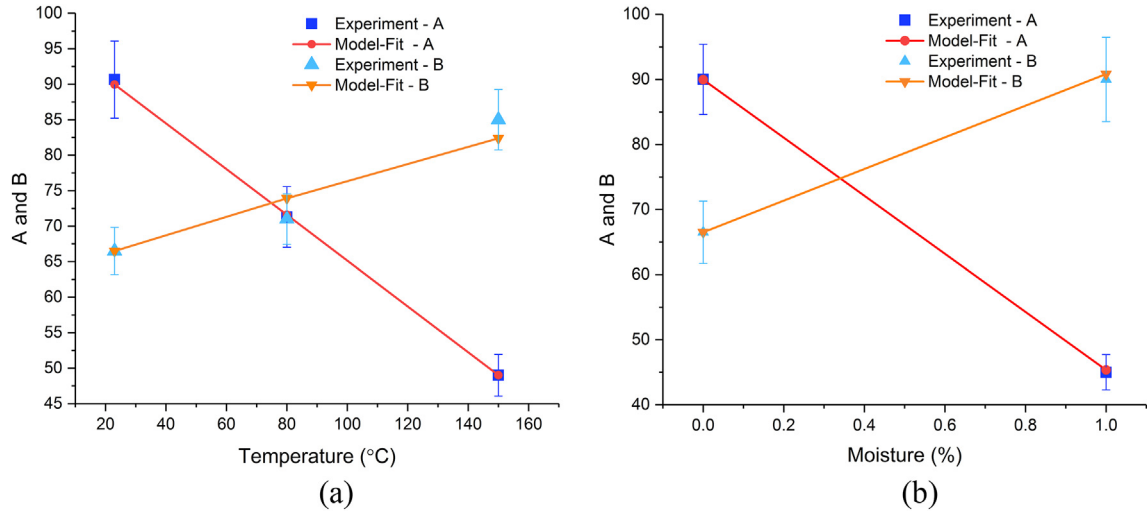 100
95
90
85
80
75
70
65
60
55
50
45
20
40
60
80
100
120
140
160
A and B
Temperature (°C)
Experiment - A
Model-Fit - A
Experiment - B
Model-Fit - B
(a)
100
90
80
70
60
50
40
0.0
0.2
0.4
0.6
0.8
1.0
A and B
Moisture (%)
Experiment - A
Model-Fit - A
Experiment - B
Model-Fit - B
(b)